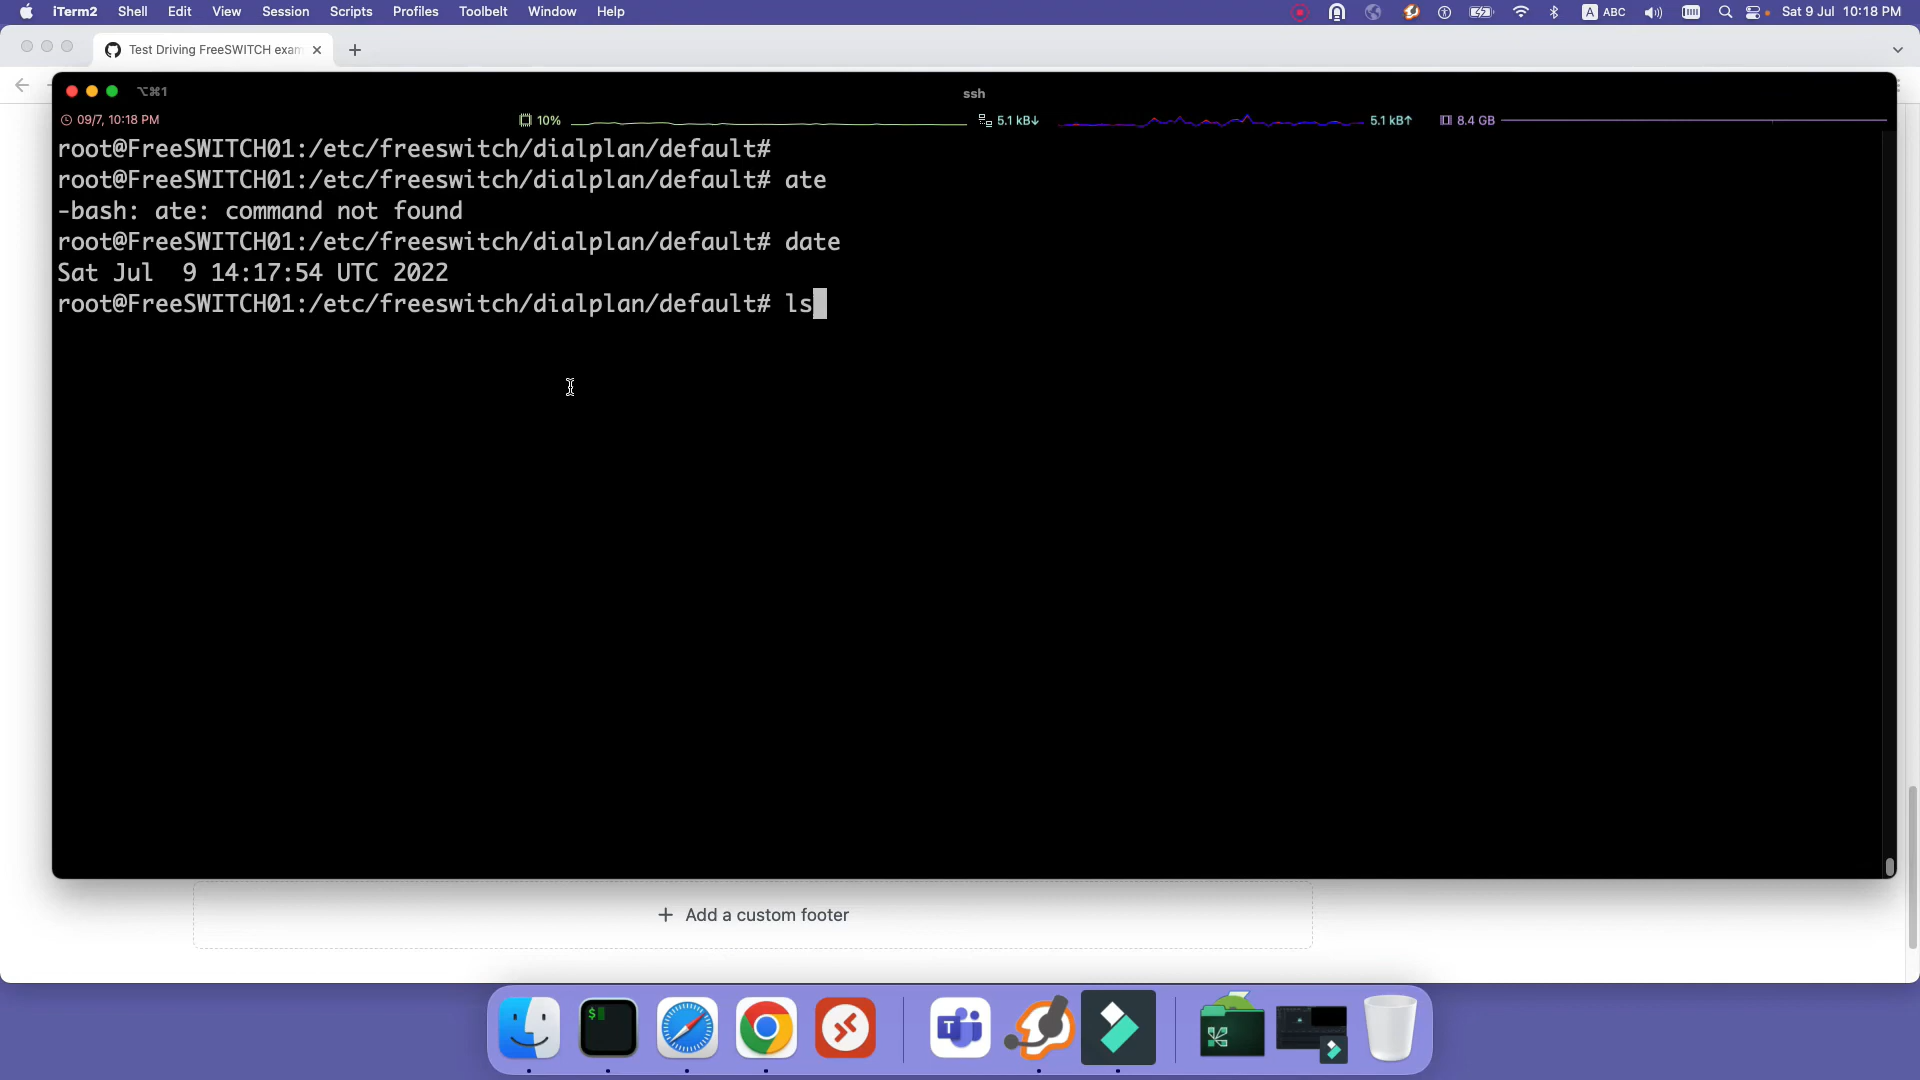 iTerm2 Shell Edit View Session Scripts Profiles Toolbelt Window Help A ABC Sat 9 Jul 10:18 PM
Test Driving FreeSWITCH exam
⌥⌘1 ssh
09/7, 10:18 PM 10% 5.1 kB↓ 5.1 kB↑ 8.4 GB
root@FreeSWITCH01:/etc/freeswitch/dialplan/default#
root@FreeSWITCH01:/etc/freeswitch/dialplan/default# ate
-bash: ate: command not found
root@FreeSWITCH01:/etc/freeswitch/dialplan/default# date
Sat Jul  9 14:17:54 UTC 2022
root@FreeSWITCH01:/etc/freeswitch/dialplan/default# ls
+ Add a custom footer
$
T